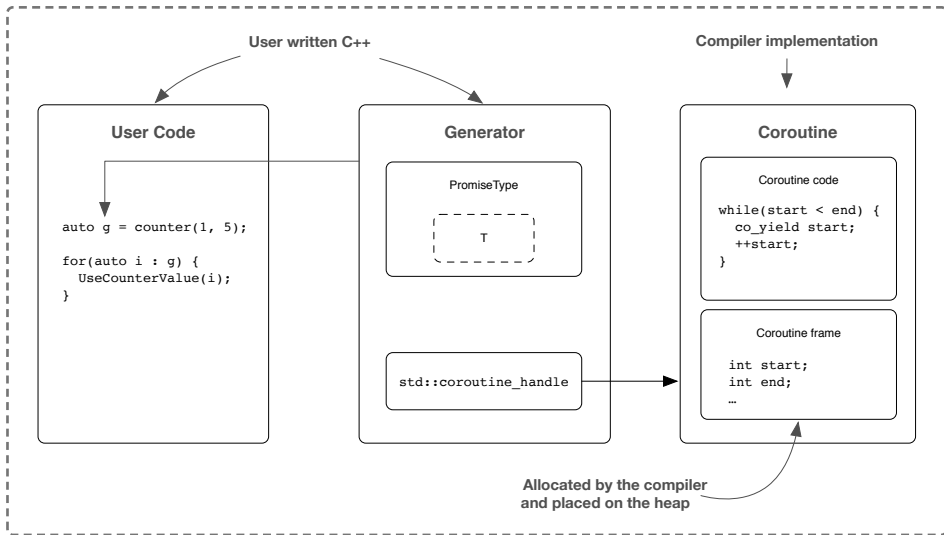 User written C++
Compiler implementation
User Code
auto g = counter(1, 5);
for(auto i : g) {
  UseCounterValue(i);
}
Generator
PromiseType
T
std::coroutine_handle
Coroutine
Coroutine code
while(start < end) {
  co_yield start;
  ++start;
}
Coroutine frame
int start;
int end;
…
Allocated by the compiler
and placed on the heap